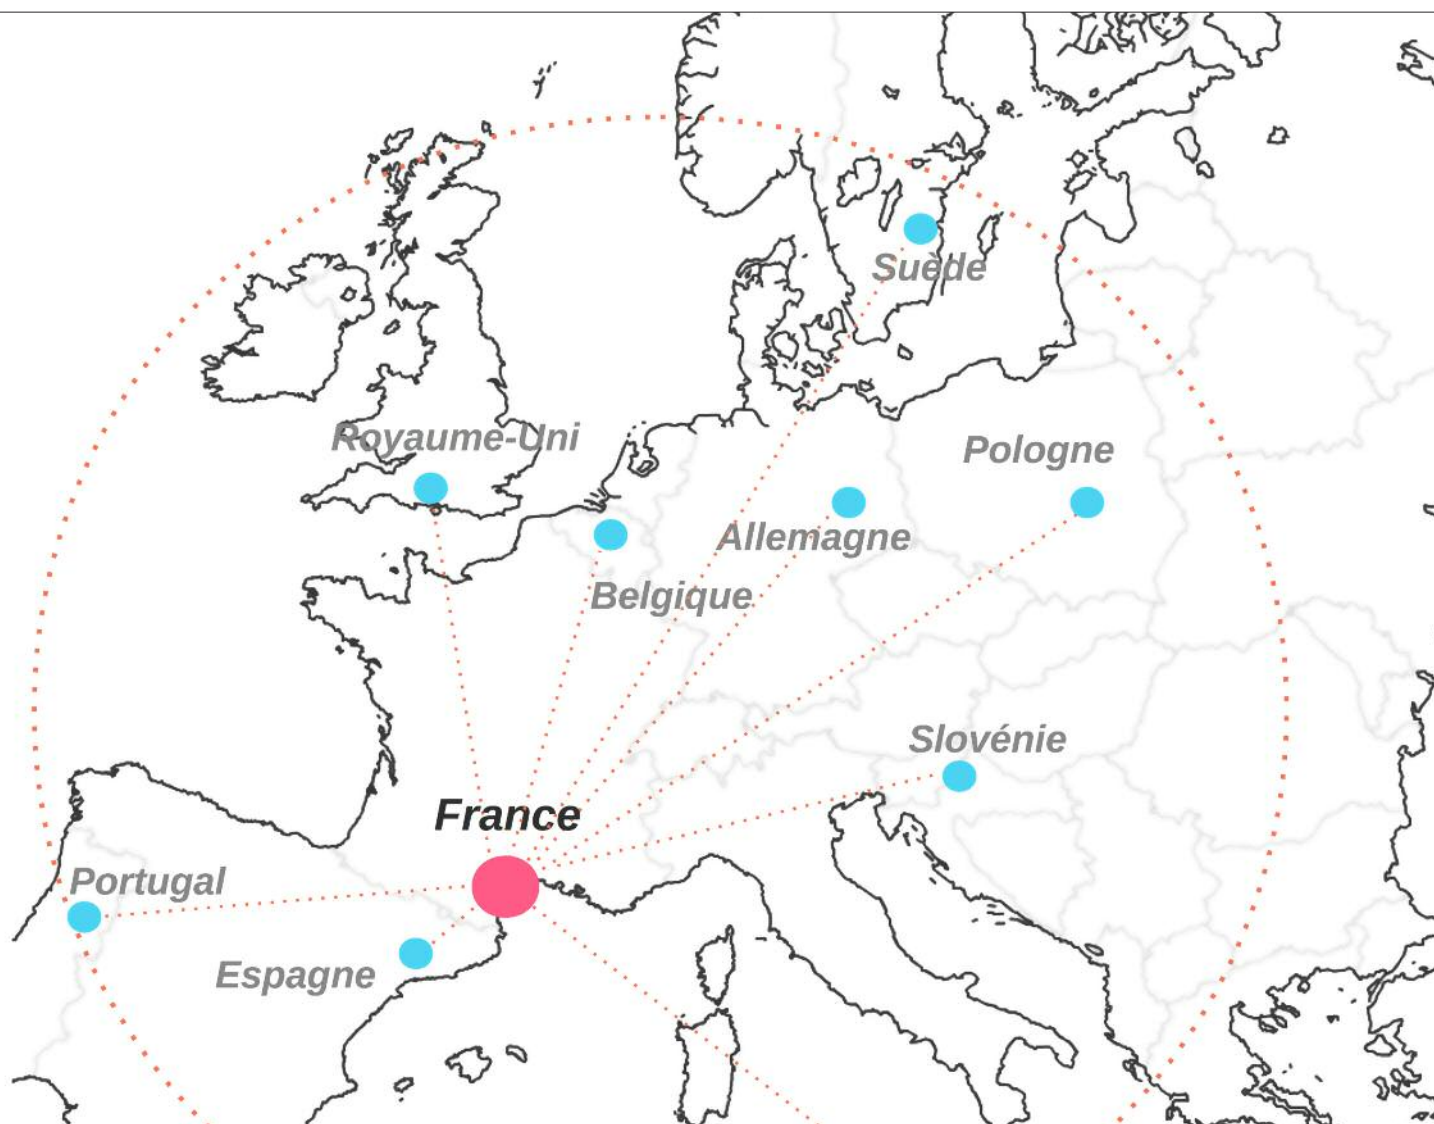 Suède
Royaume-Uni
Pologne
Allemagne
Belgique
Slovénie
France
Portugal
Espagne